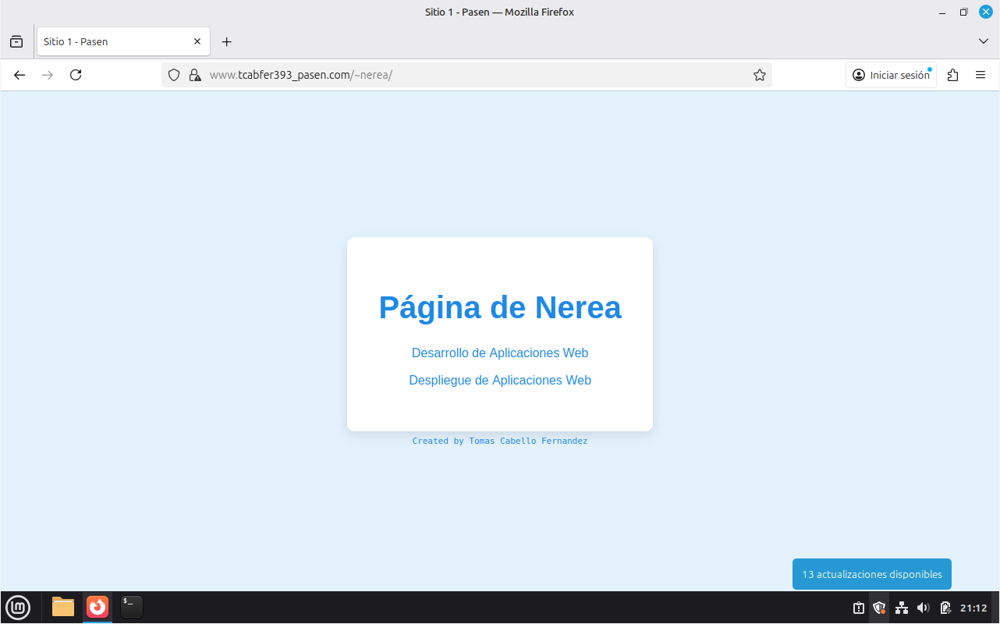 Sitio 1 - Pasen — Mozilla Firefox
Sitio 1 - Pasen
www.tcabfer393_pasen.com/~nerea/
Iniciar sesión
Página de Nerea
Desarrollo de Aplicaciones Web
Despliegue de Aplicaciones Web
Created by Tomas Cabello Fernandez
13 actualizaciones disponibles
21:12